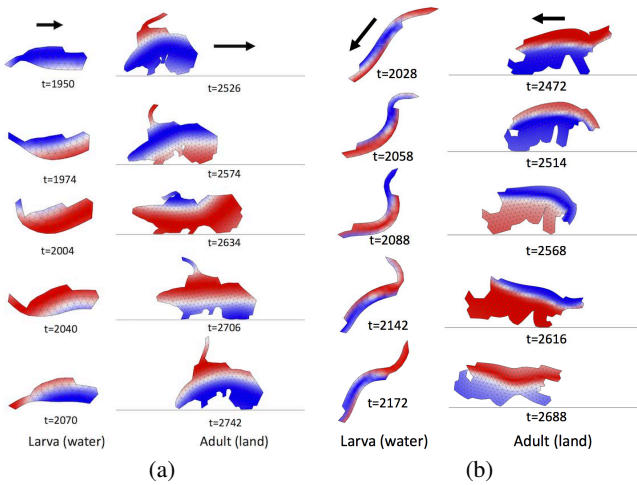 t=1950
t=2526
t=1974
t=2574
t=2004
t=2634
t=2040
t=2706
t=2070
t=2742
Larva (water)
Adult (land)
(a)
t=2028
t=2472
t=2058
t=2514
t=2088
t=2568
t=2142
t=2616
t=2172
t=2688
Larva (water)
Adult (land)
(b)